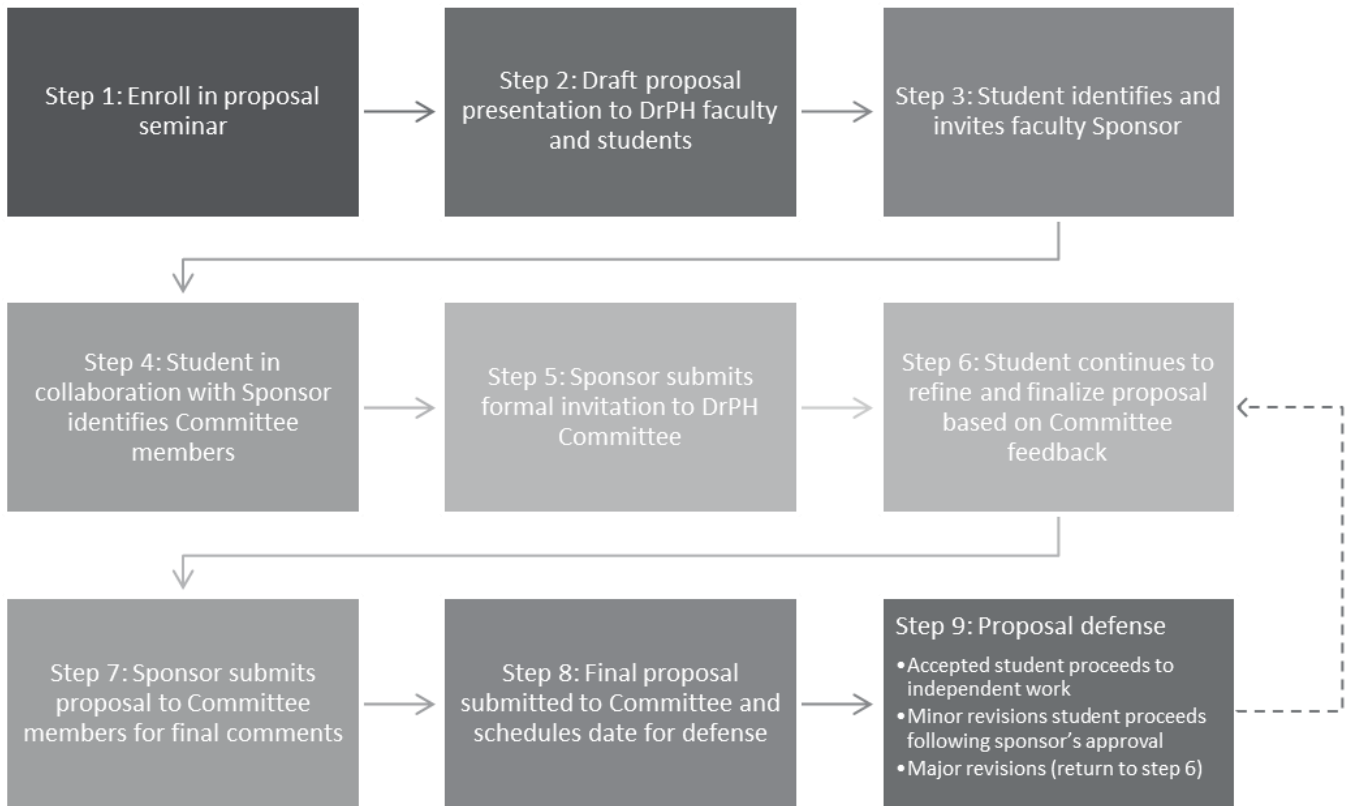 Step 1: Enroll in proposal
seminar
Step 2: Draft proposal
presentation to DrPH faculty
and students
Step 3: Student identifies and
invites faculty Sponsor
Step 4: Student in
collaboration with Sponsor
identifies Committee
members
Step 5: Sponsor submits
formal invitation to DrPH
Committee
Step 6: Student continues to
refine and finalize proposal
based on Committee
feedback
Step 7: Sponsor submits
proposal to Committee
members for final comments
Step 8: Final proposal
submitted to Committee and
schedules date for defense
Step 9: Proposal defense
•Accepted student proceeds to
independent work
•Minor revisions student proceeds
following sponsor’s approval
•Major revisions (return to step 6)